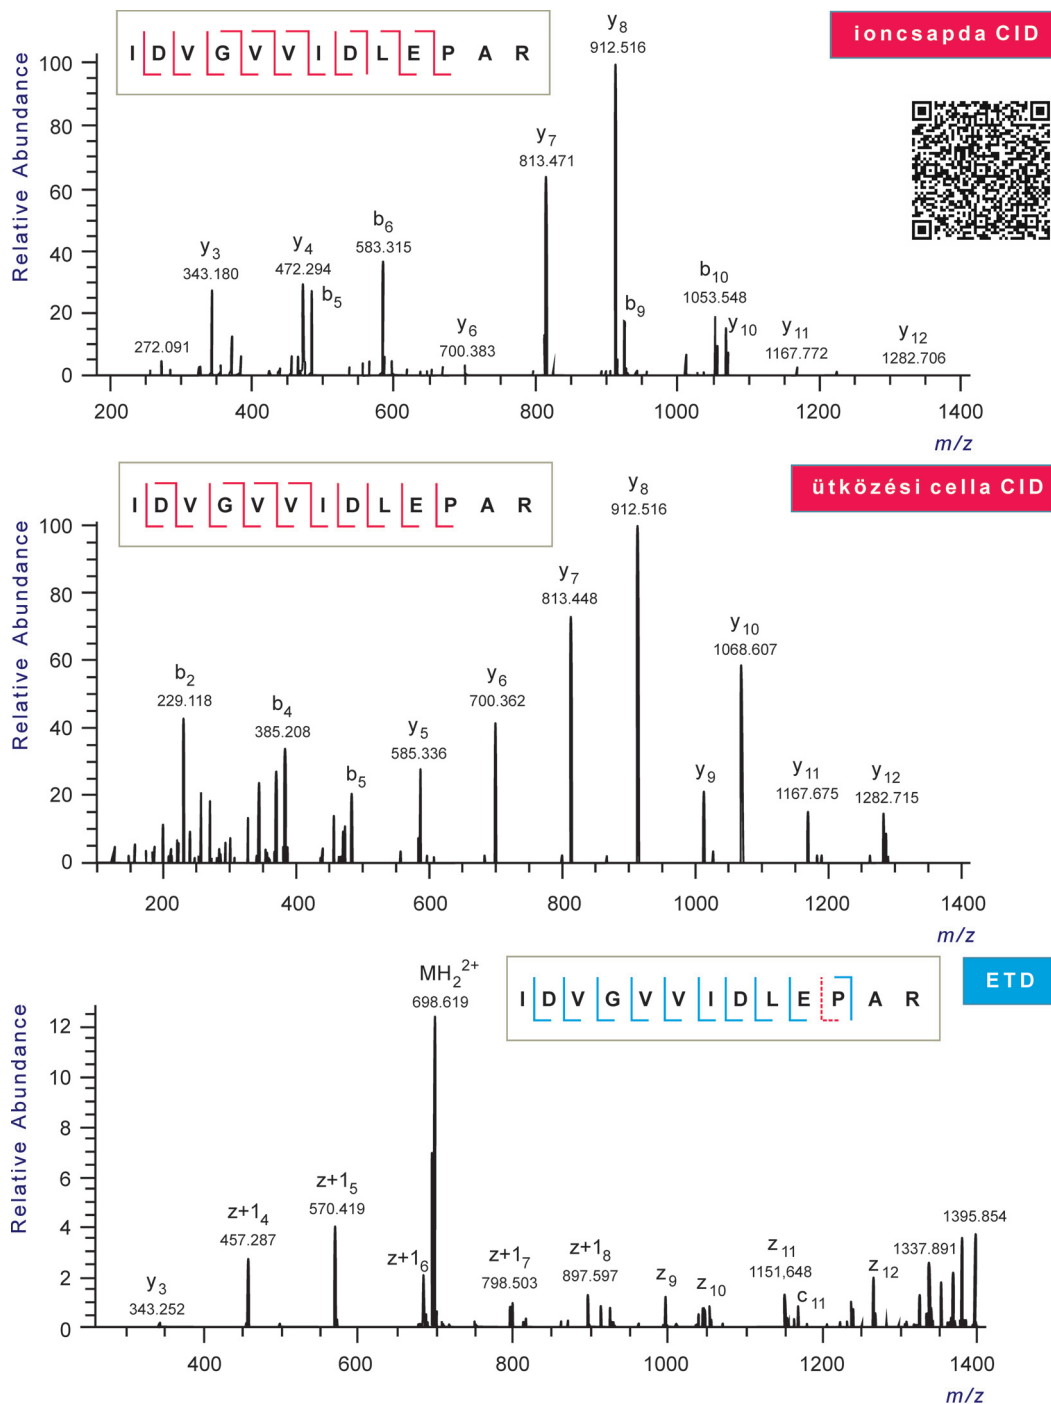 I D V G V V I D L E P A R
ioncsapda CID
Relative Abundance
100
80
60
40
20
0
y3
343.180
272.091
y4
472.294
b5
b6
583.315
y6
700.383
y7
813.471
y8
912.516
b9
b10
1053.548
y10
y11
1167.772
y12
1282.706
200 400 600 800 1000 1200 1400
m/z
I D V G V V I D L E P A R
ütközési cella CID
Relative Abundance
100
80
60
40
20
0
b2
229.118
b4
385.208
b5
y5
585.336
y6
700.362
y7
813.448
y8
912.516
y9
y10
1068.607
y11
1167.675
y12
1282.715
200 400 600 800 1000 1200 1400
m/z
I D V G V V I D L E P A R
ETD
Relative Abundance
12
10
8
6
4
2
0
y3
343.252
z+14
457.287
z+15
570.419
z+16
MH2 2+
698.619
z+17
798.503
z+18
897.597
z9
z10
z11
1151,648
c11
z12
1337.891
1395.854
400 600 800 1000 1200 1400
m/z